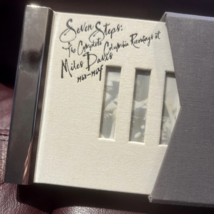 Seven Steps:
The Complete Columbia Recordings of
Miles Davis
1963-1964